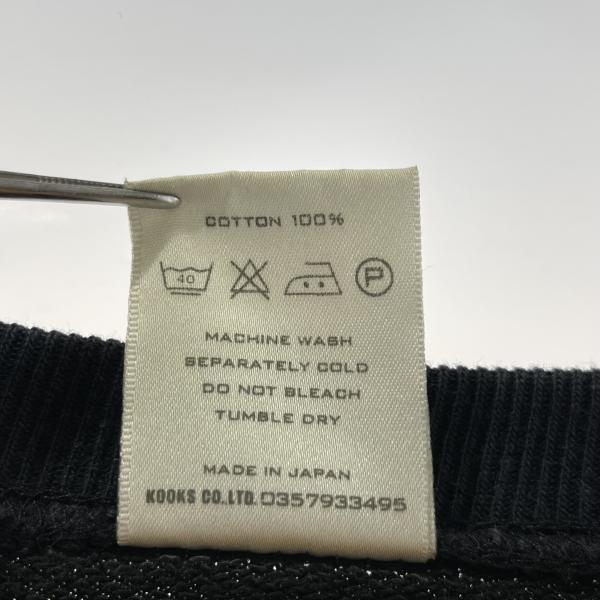 COTTON 100%
40 P
MACHINE WASH
SEPARATELY COLD
DO NOT BLEACH
TUMBLE DRY
MADE IN JAPAN
KOOKS CO.,LTD. 0357933495